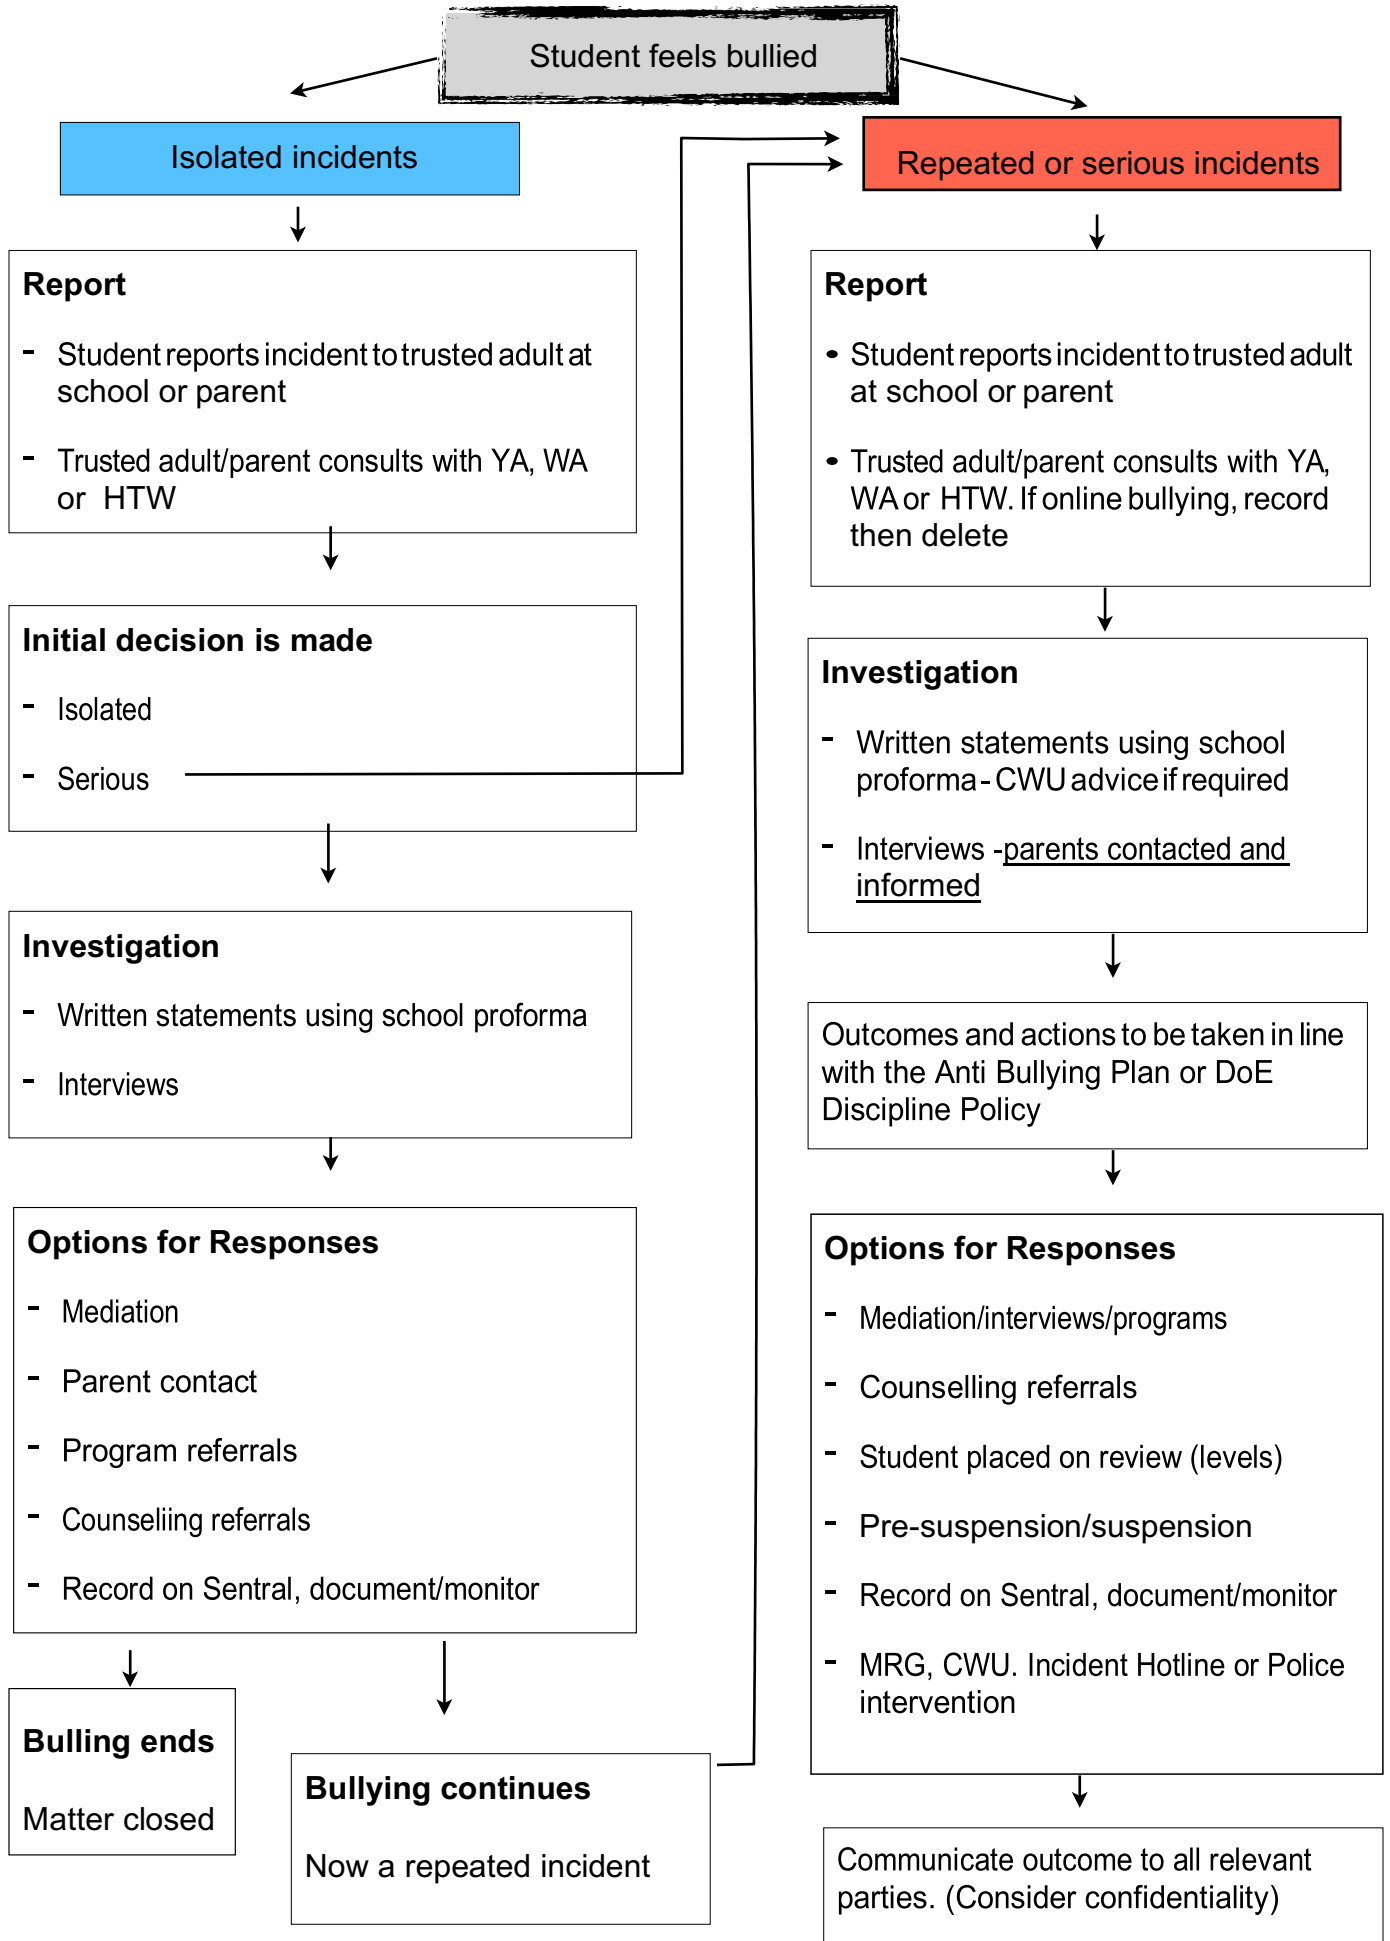 Student feels bullied
Isolated incidents
Report
- Student reports incident to trusted adult at
school or parent
- Trusted adult/parent consults with YA, WA
or HTW
Initial decision is made
- Isolated
- Serious
Investigation
- Written statements using school proforma
- Interviews
Options for Responses
- Mediation
- Parent contact
- Program referrals
- Counseliing referrals
- Record on Sentral, document/monitor
Bulling ends
Matter closed
Bullying continues
Now a repeated incident
Repeated or serious incidents
Report
• Student reports incident to trusted adult
at school or parent
• Trusted adult/parent consults with YA,
WA or HTW. If online bullying, record
then delete
Investigation
- Written statements using school
proforma - CWU advice if required
- Interviews -parents contacted and
informed
Outcomes and actions to be taken in line
with the Anti Bullying Plan or DoE
Discipline Policy
Options for Responses
- Mediation/interviews/programs
- Counselling referrals
- Student placed on review (levels)
- Pre-suspension/suspension
- Record on Sentral, document/monitor
- MRG, CWU. Incident Hotline or Police
intervention
Communicate outcome to all relevant
parties. (Consider confidentiality)